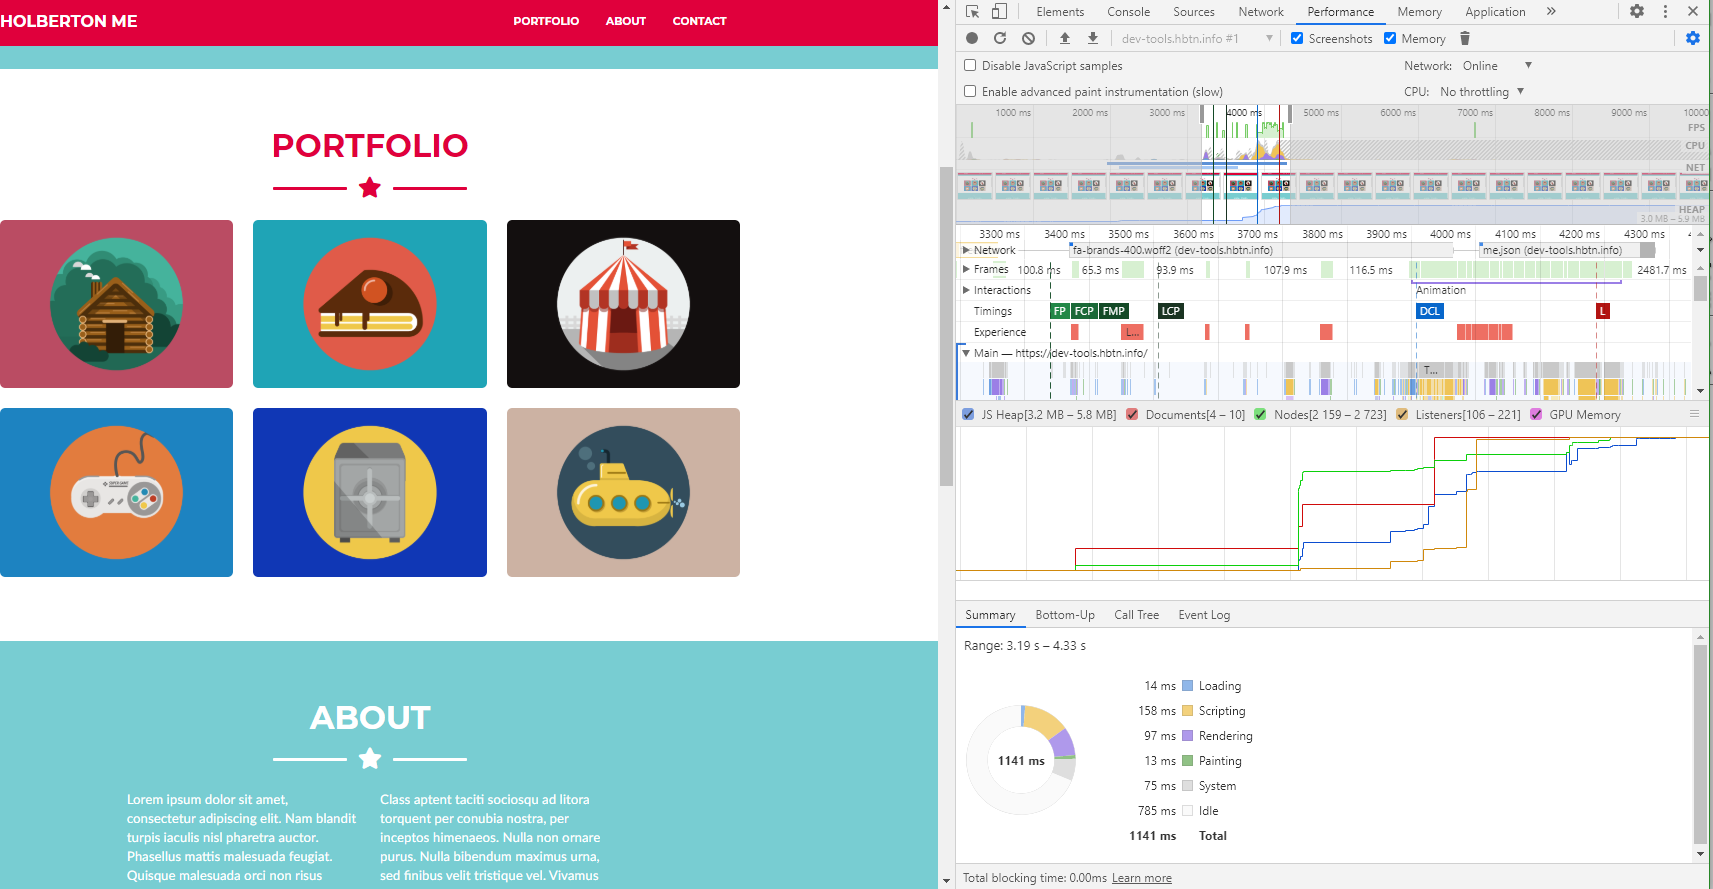 HOLBERTON ME
PORTFOLIO ABOUT CONTACT
PORTFOLIO
SUPER GAME
ABOUT
Lorem ipsum dolor sit amet,
consectetur adipiscing elit. Nam blandit
turpis iaculis nisl pharetra auctor.
Phasellus mattis malesuada feugiat.
Quisque malesuada orci non risus
Class aptent taciti sociosqu ad litora
torquent per conubia nostra, per
inceptos himenaeos. Nulla non ornare
purus. Nulla bibendum maximus urna,
sed finibus velit tristique vel. Vivamus
Elements Console Sources Network Performance Memory Application »
dev-tools.hbtn.info #1 Screenshots Memory
Disable JavaScript samples
Network: Online
Enable advanced paint instrumentation (slow)
CPU: No throttling
1000 ms 2000 ms 3000 ms 4000 ms 5000 ms 6000 ms 7000 ms 8000 ms 9000 ms 10000
FPS
CPU
NET
HEAP
3.0 MB – 5.9 MB
3300 ms 3400 ms 3500 ms 3600 ms 3700 ms 3800 ms 3900 ms 4000 ms 4100 ms 4200 ms 4300 ms
Network fa-brands-400.woff2 (dev-tools.hbtn.info) me.json (dev-tools.hbtn.info)
Frames 100.8 ms 65.3 ms 93.9 ms 107.9 ms 116.5 ms 2481.7 ms
Interactions Animation
Timings FP FCP FMP LCP DCL L
Experience L...
Main — https://dev-tools.hbtn.info/
T...
JS Heap[3.2 MB – 5.8 MB] Documents[4 – 10] Nodes[2 159 – 2 723] Listeners[106 – 221] GPU Memory
Summary Bottom-Up Call Tree Event Log
Range: 3.19 s – 4.33 s
1141 ms
14 ms Loading
158 ms Scripting
97 ms Rendering
13 ms Painting
75 ms System
785 ms Idle
1141 ms Total
Total blocking time: 0.00ms Learn more